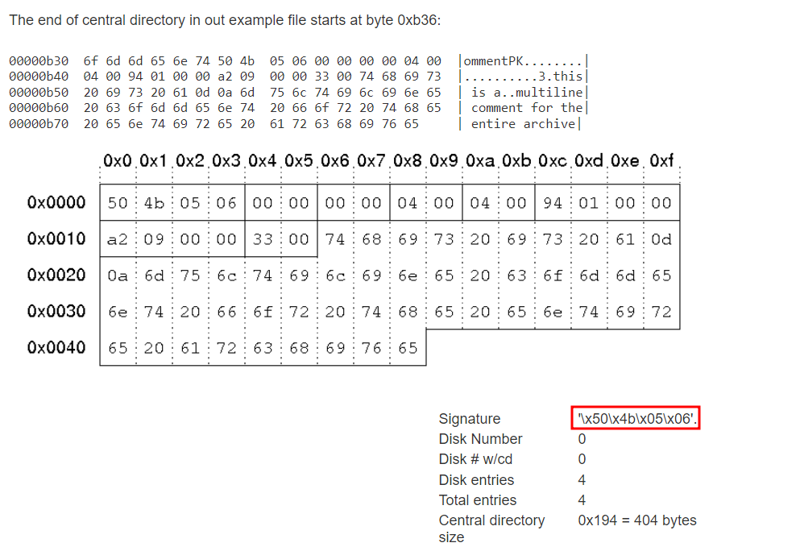 The end of central directory in out example file starts at byte 0xb36:
00000b30  6f 6d 6d 65 6e 74 50 4b  05 06 00 00 00 00 04 00  |ommentPK........|
00000b40  04 00 94 01 00 00 a2 09  00 00 33 00 74 68 69 73  |..........3.this|
00000b50  20 69 73 20 61 0d 0a 6d  75 6c 74 69 6c 69 6e 65  | is a..multiline|
00000b60  20 63 6f 6d 6d 65 6e 74  20 66 6f 72 20 74 68 65  | comment for the|
00000b70  20 65 6e 74 69 72 65 20  61 72 63 68 69 76 65     | entire archive|
0x0 0x1 0x2 0x3 0x4 0x5 0x6 0x7 0x8 0x9 0xa 0xb 0xc 0xd 0xe 0xf
0x0000 50 4b 05 06 00 00 00 00 04 00 04 00 94 01 00 00
0x0010 a2 09 00 00 33 00 74 68 69 73 20 69 73 20 61 0d
0x0020 0a 6d 75 6c 74 69 6c 69 6e 65 20 63 6f 6d 6d 65
0x0030 6e 74 20 66 6f 72 20 74 68 65 20 65 6e 74 69 72
0x0040 65 20 61 72 63 68 69 76 65
Signature '\x50\x4b\x05\x06'.
Disk Number 0
Disk # w/cd 0
Disk entries 4
Total entries 4
Central directory 0x194 = 404 bytes
size